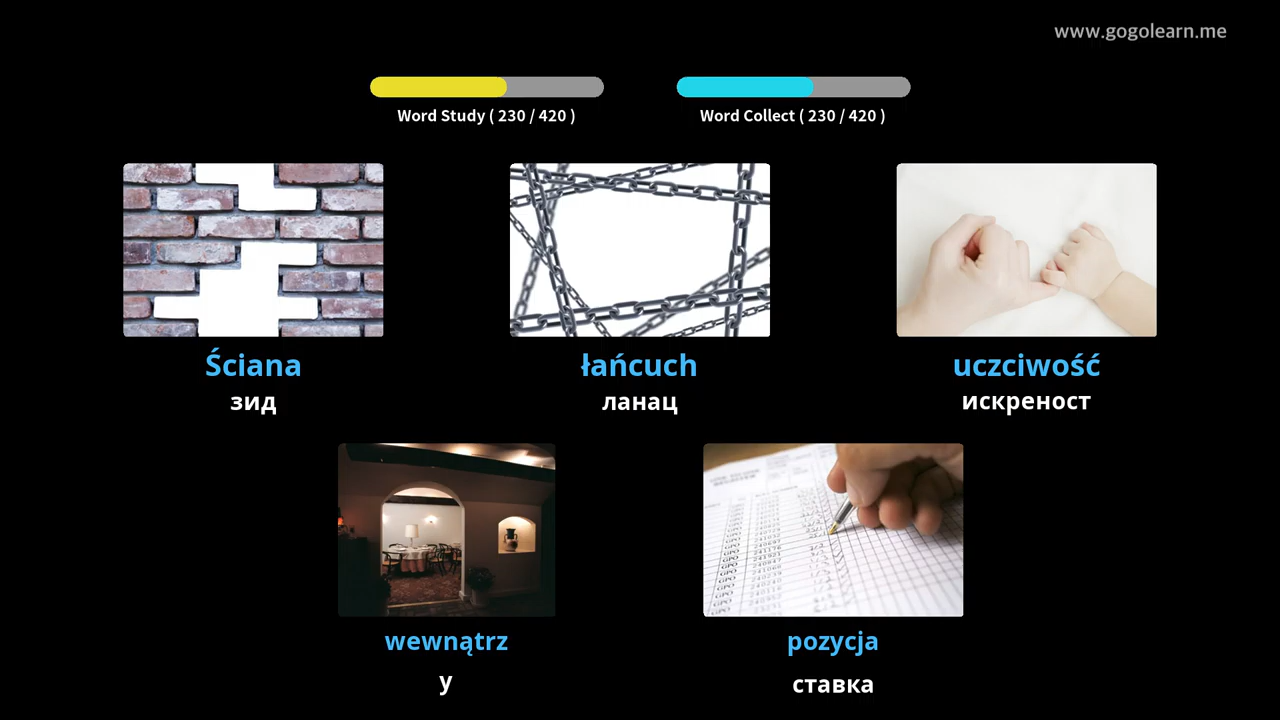 www.gogolearn.me
Word Study ( 230 / 420 )
Word Collect ( 230 / 420 )
Ściana
łańcuch
uczciwość
зид
ланац
искреност
wewnątrz
pozycja
у
ставка